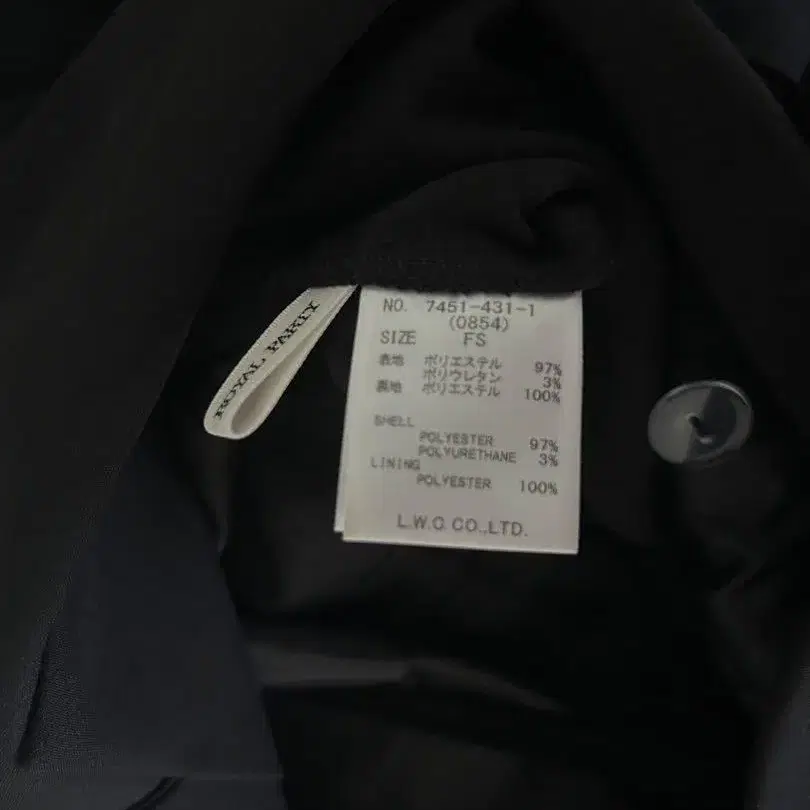 ROYAL PARTY
NO. 7451-431-1
(0854)
SIZE FS
表地 ポリエステル 97%
ポリウレタン 3%
裏地 ポリエステル 100%
SHELL
POLYESTER 97%
POLYURETHANE 3%
LINING
POLYESTER 100%
L.W.C.CO.,LTD.